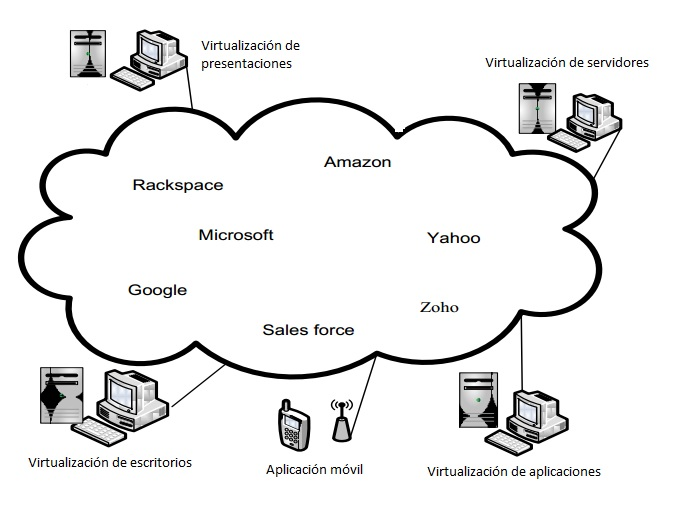 Virtualización de
presentaciones
Virtualización de servidores
Amazon
Rackspace
Microsoft
Yahoo
Google
Zoho
Sales force
Virtualización de escritorios
Aplicación móvil
Virtualización de aplicaciones